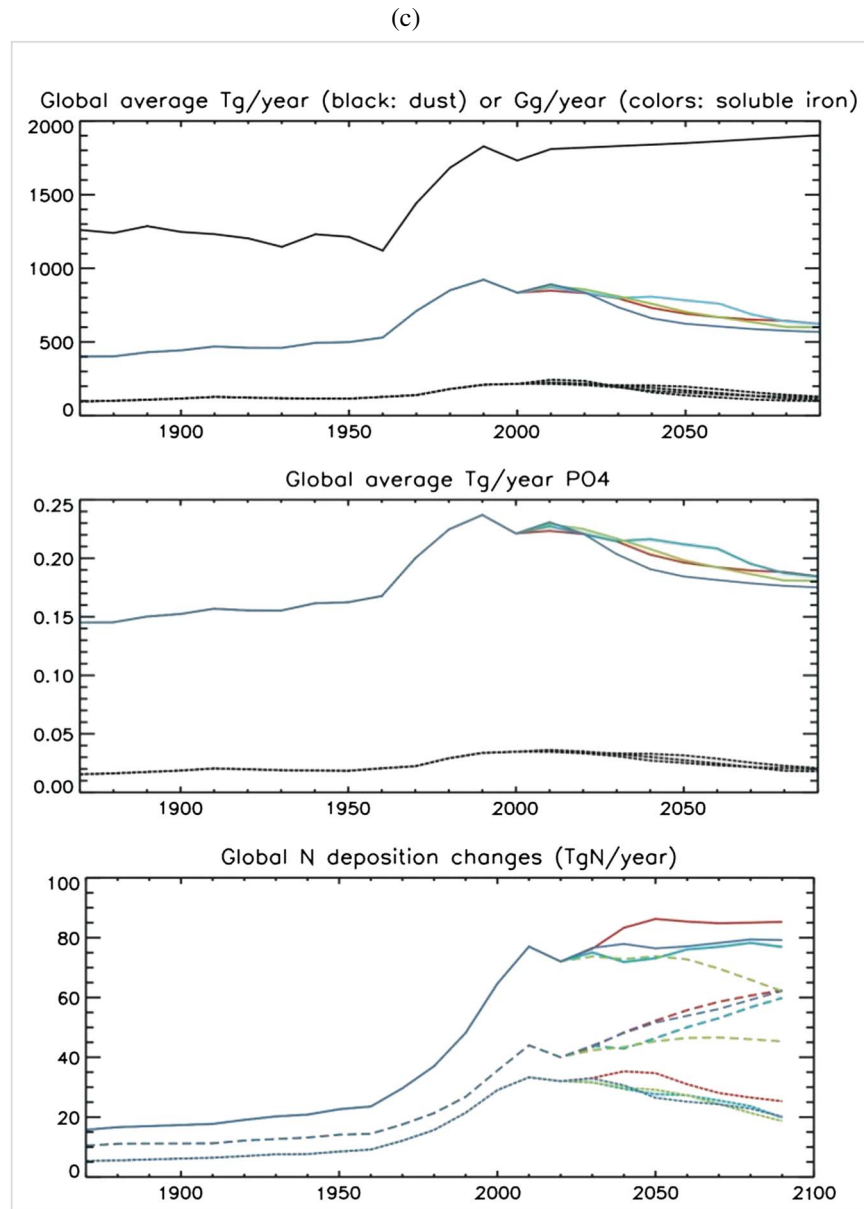 (c)
Global average Tg/year (black: dust) or Gg/year (colors: soluble iron)
2000
1500
1000
500
0
1900 1950 2000 2050
Global average Tg/year PO4
0.25
0.20
0.15
0.10
0.05
0.00
1900 1950 2000 2050
Global N deposition changes (TgN/year)
100
80
60
40
20
0
1900 1950 2000 2050 2100